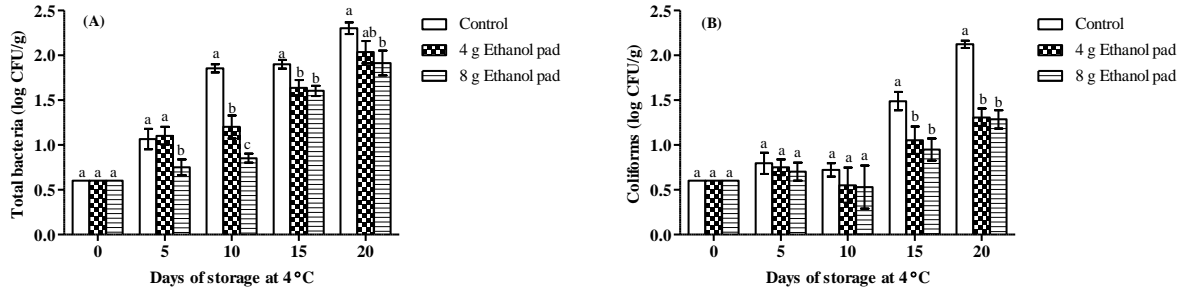 (A)
Total bacteria (log CFU/g)
2.5
2.0
1.5
1.0
0.5
0.0
a a a
a a b
a b c
a b b
a ab b
0 5 10 15 20
Days of storage at 4°C
Control
4 g Ethanol pad
8 g Ethanol pad
(B)
Coliforms (log CFU/g)
2.5
2.0
1.5
1.0
0.5
0.0
a a a
a a a
a a a
a b b
a b b
0 5 10 15 20
Days of storage at 4°C
Control
4 g Ethanol pad
8 g Ethanol pad